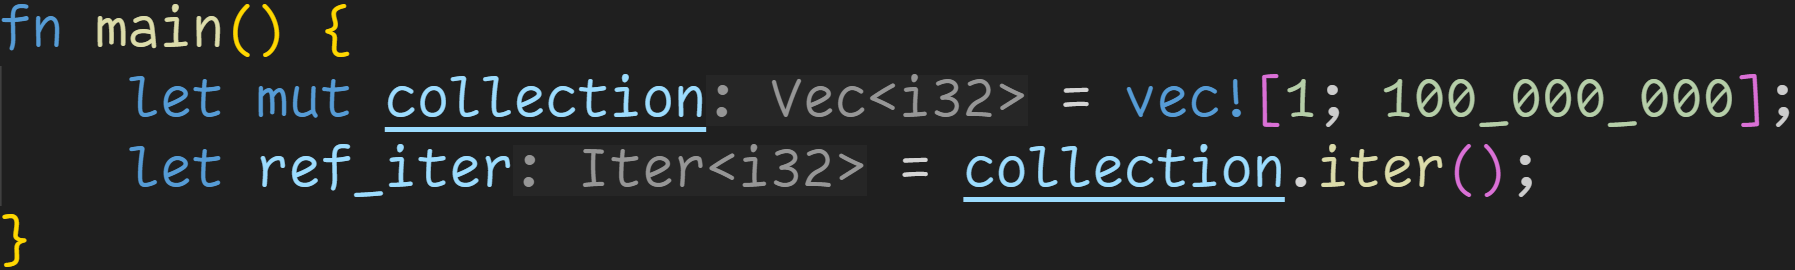 fn main() {
    let mut collection: Vec<i32> = vec![1; 100_000_000];
    let ref_iter: Iter<i32> = collection.iter();
}